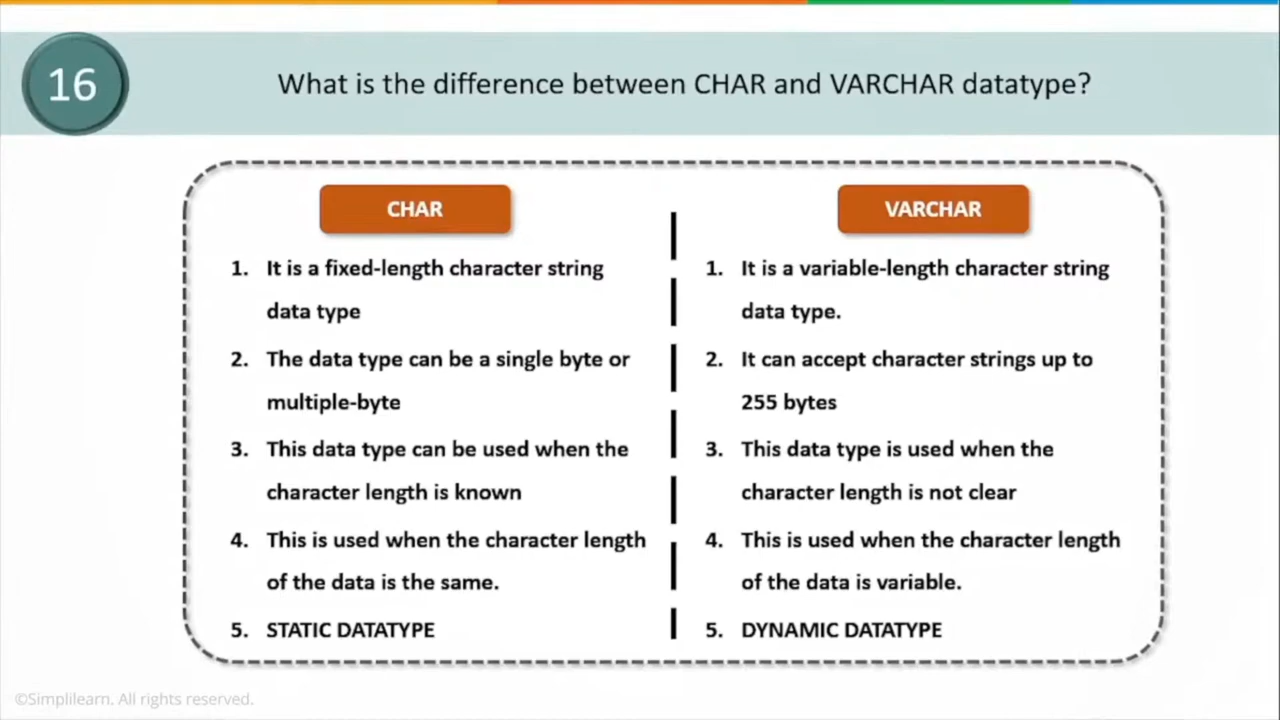 16
What is the difference between CHAR and VARCHAR datatype?
CHAR
1. It is a fixed-length character string
data type
2. The data type can be a single byte or
multiple-byte
3. This data type can be used when the
character length is known
4. This is used when the character length
of the data is the same.
5. STATIC DATATYPE
VARCHAR
1. It is a variable-length character string
data type.
2. It can accept character strings up to
255 bytes
3. This data type is used when the
character length is not clear
4. This is used when the character length
of the data is variable.
5. DYNAMIC DATATYPE
©Simplilearn. All rights reserved.